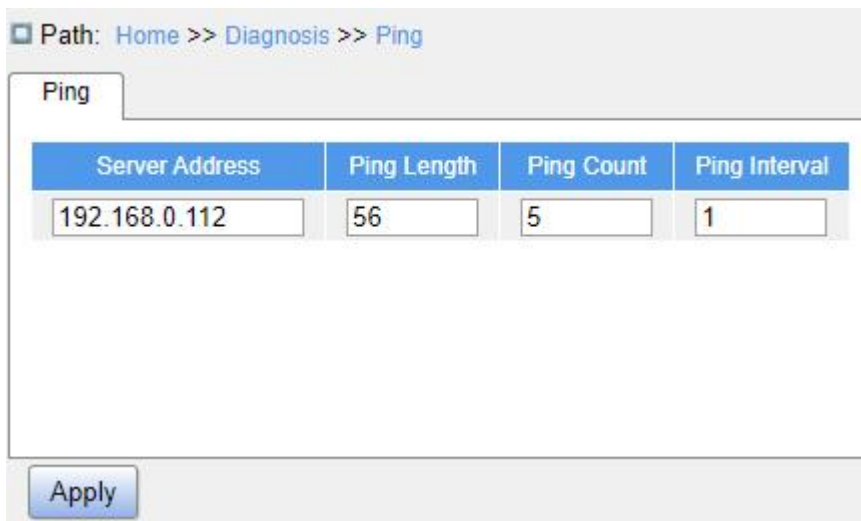 Path: Home >> Diagnosis >> Ping
Ping
Server Address Ping Length Ping Count Ping Interval
192.168.0.112 56 5 1
Apply